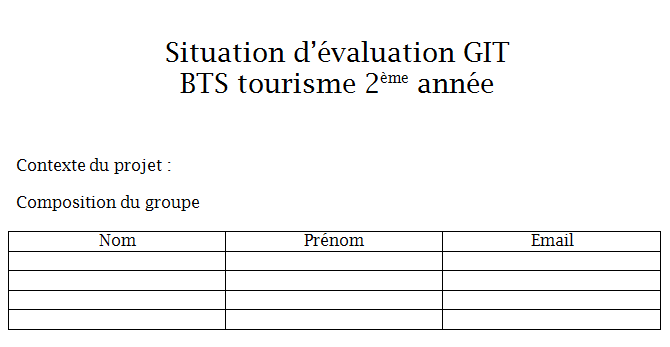 Situation d’évaluation GIT
BTS tourisme 2ème année
Contexte du projet :
Composition du groupe
Nom Prénom Email